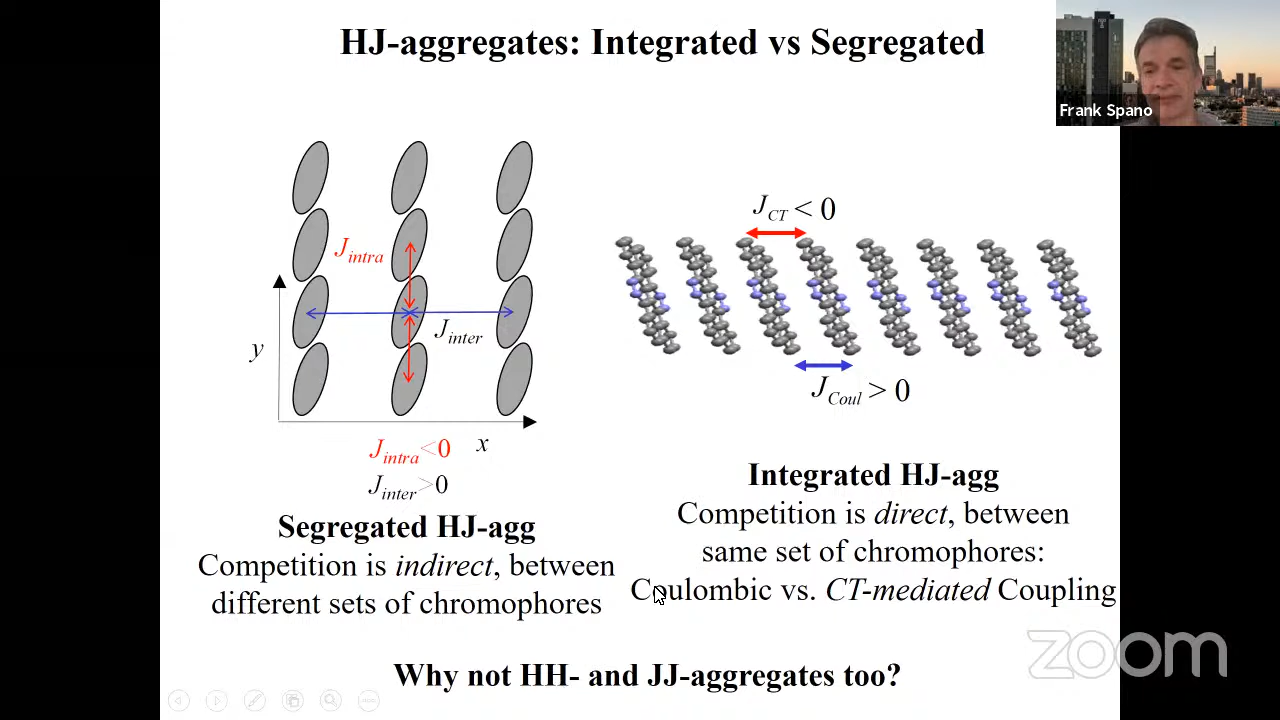 HJ-aggregates: Integrated vs Segregated
Frank Spano
J_intra
J_inter
y
x
J_intra<0
J_inter>0
Segregated HJ-agg
Competition is indirect, between
different sets of chromophores
J_CT < 0
J_Coul > 0
Integrated HJ-agg
Competition is direct, between
same set of chromophores:
Coulombic vs. CT-mediated Coupling
Why not HH- and JJ-aggregates too?
zoom